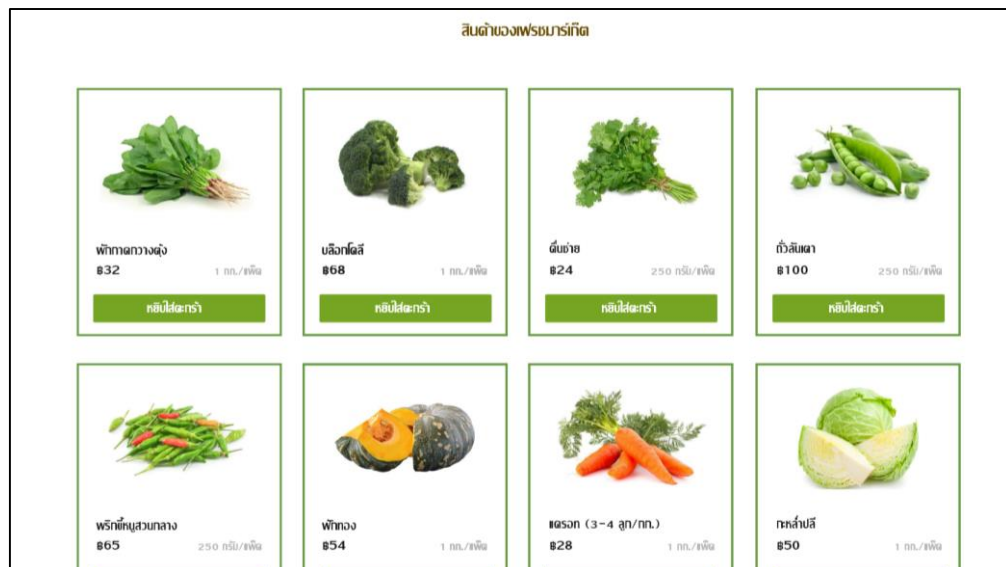 สินค้าของเฟรชมาร์เก็ต
ผักกาดกวางตุ้ง
฿32 1 กก./แพ็ค
หยิบใส่ตะกร้า
บล็อกโคลี
฿68 1 กก./แพ็ค
หยิบใส่ตะกร้า
คื่นช่าย
฿24 250 กรัม/แพ็ค
หยิบใส่ตะกร้า
ถั่วลันเตา
฿100 250 กรัม/แพ็ค
หยิบใส่ตะกร้า
พริกขี้หนูสวนกลาง
฿65 250 กรัม/แพ็ค
ฟักทอง
฿54 1 กก./แพ็ค
แครอท (3-4 ลูก/กก.)
฿28 1 กก./แพ็ค
กะหล่ำปลี
฿50 1 กก./แพ็ค